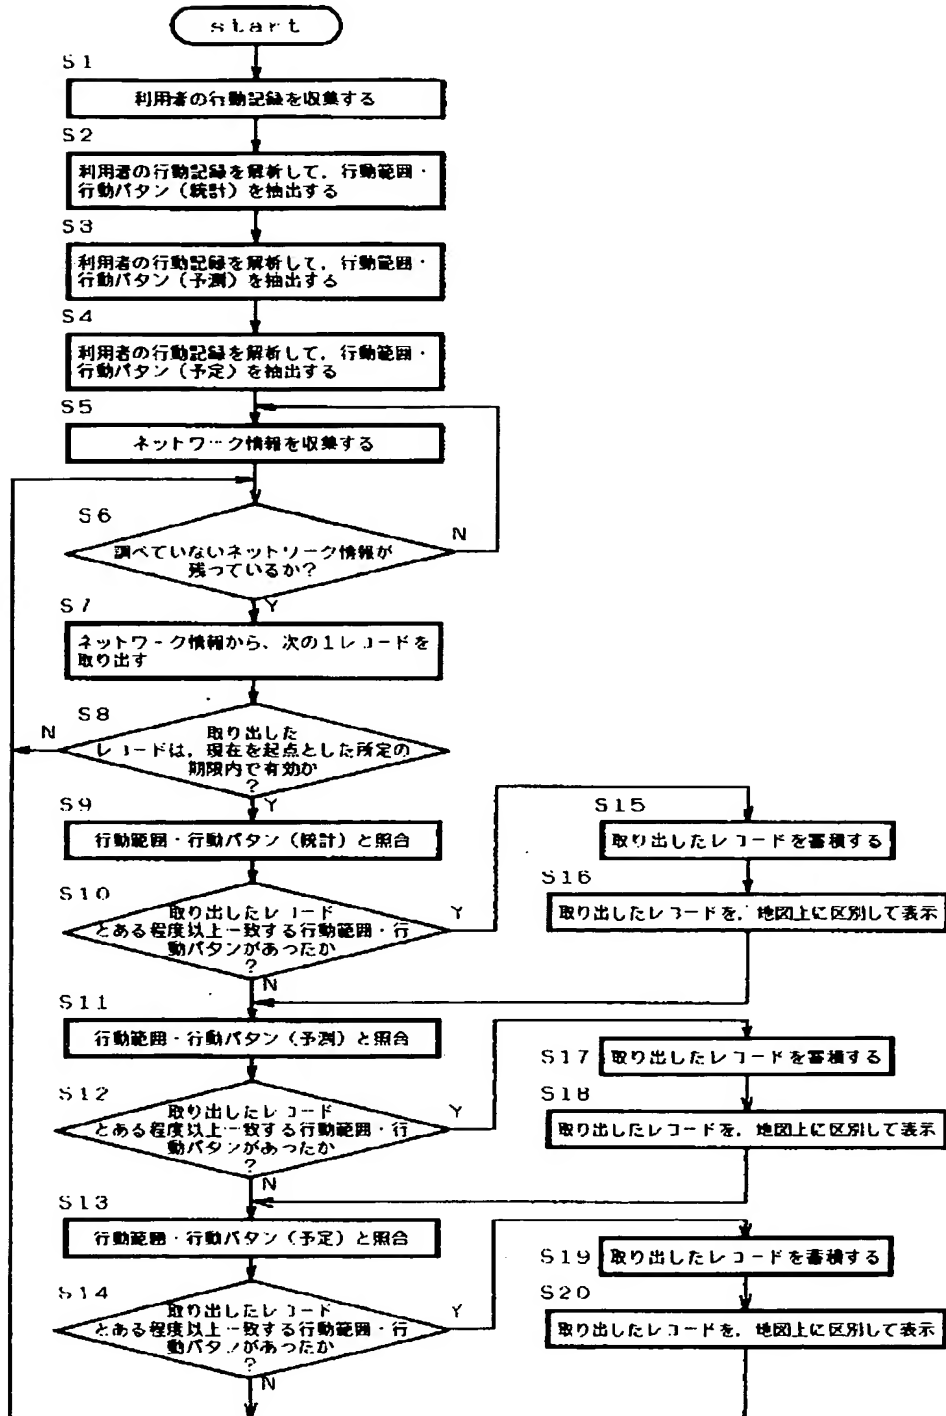 start
S1
利用者の行動記録を収集する
S2
利用者の行動記録を解析して，行動範囲・
行動パタン（統計）を抽出する
S3
利用者の行動記録を解析して，行動範囲・
行動パタン（予測）を抽出する
S4
利用者の行動記録を解析して，行動範囲・
行動パタン（予定）を抽出する
S5
ネットワーク情報を収集する
S6
N
調べていないネットワーク情報が
残っているか？
Y
S7
ネットワーク情報から、次の１レコードを
取り出す
S8
N
取り出した
レコードは，現在を起点とした所定の
期限内で有効か
？
Y
S9
行動範囲・行動パタン（統計）と照合
S15
取り出したレコードを蓄積する
S10
取り出したレコード
とある程度以上一致する行動範囲・行
動パタンがあったか
？
Y
N
S16
取り出したレコードを，地図上に区別して表示
S11
行動範囲・行動パタン（予測）と照合
S17
取り出したレコードを蓄積する
S12
取り出したレコード
とある程度以上一致する行動範囲・行
動パタンがあったか
？
Y
N
S18
取り出したレコードを，地図上に区別して表示
S13
行動範囲・行動パタン（予定）と照合
S19
取り出したレコードを蓄積する
S14
取り出したレコード
とある程度以上一致する行動範囲・行
動パタンがあったか
？
Y
N
S20
取り出したレコードを，地図上に区別して表示